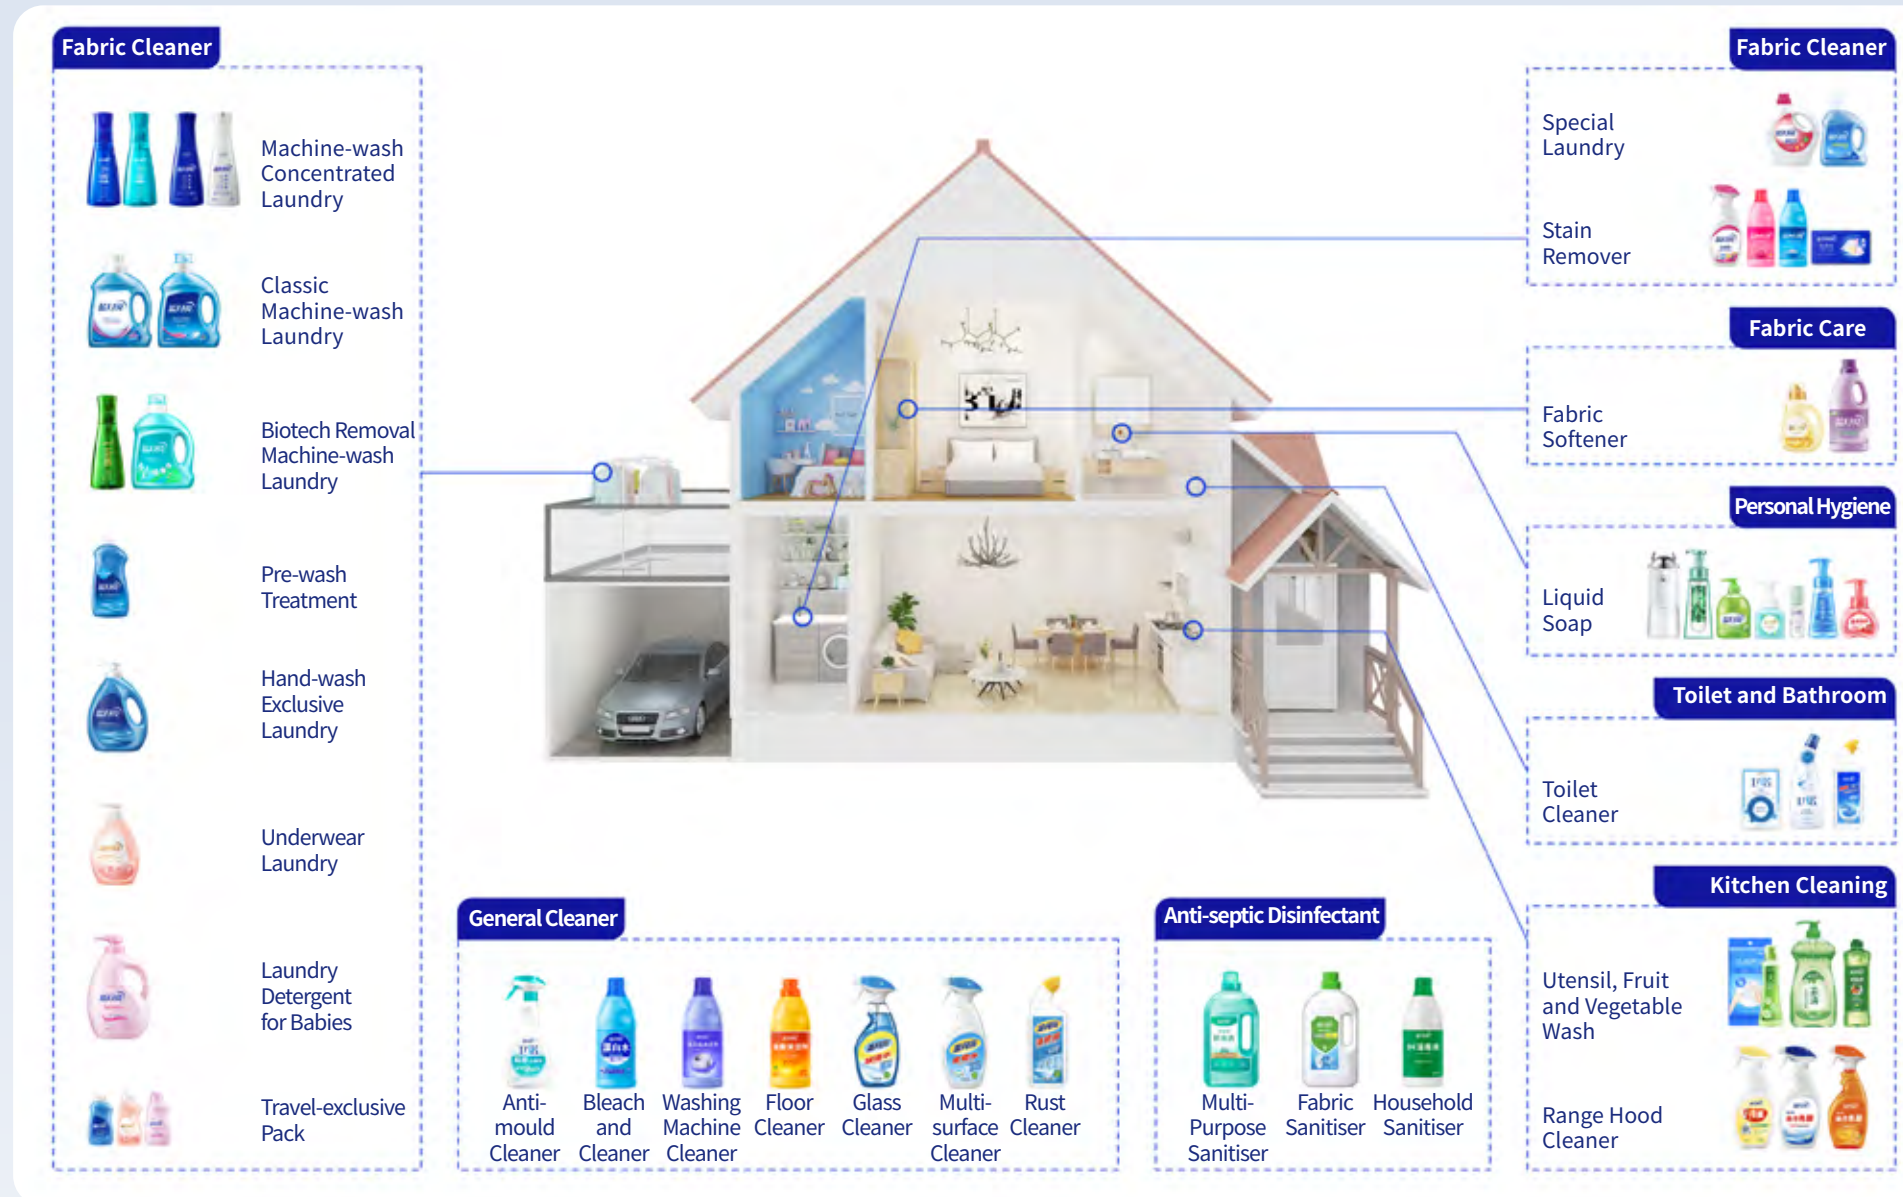 Fabric Cleaner
Machine-wash
Concentrated
Laundry
Classic
Machine-wash
Laundry
Biotech Removal
Machine-wash
Laundry
Pre-wash
Treatment
Hand-wash
Exclusive
Laundry
Underwear
Laundry
Laundry
Detergent
for Babies
Travel-exclusive
Pack
General Cleaner
Anti-
mould
Cleaner
Bleach
and
Cleaner
Washing
Machine
Cleaner
Floor
Cleaner
Glass
Cleaner
Multi-
surface
Cleaner
Rust
Cleaner
Anti-septic Disinfectant
Multi-
Purpose
Sanitiser
Fabric
Sanitiser
Household
Sanitiser
Fabric Cleaner
Special
Laundry
Stain
Remover
Fabric Care
Fabric
Softener
Personal Hygiene
Liquid
Soap
Toilet and Bathroom
Toilet
Cleaner
Kitchen Cleaning
Utensil, Fruit
and Vegetable
Wash
Range Hood
Cleaner